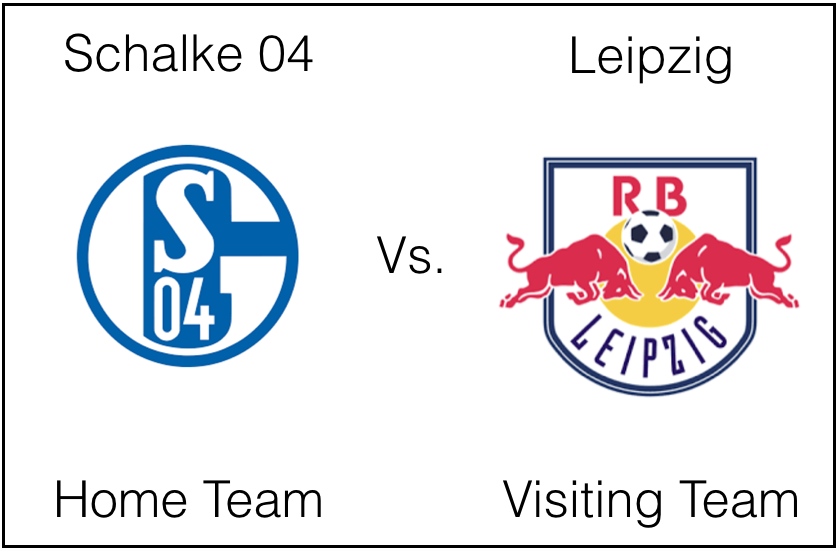 Schalke 04
Leipzig
S
04
Vs.
RB
LEIPZIG
Home Team
Visiting Team